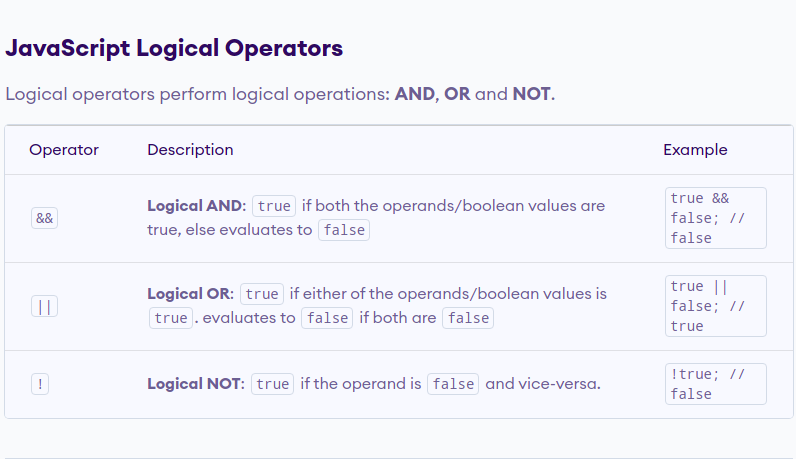 JavaScript Logical Operators
Logical operators perform logical operations: AND, OR and NOT.
Operator Description Example
&& Logical AND: true if both the operands/boolean values are true && 
true, else evaluates to false false; // 
false
|| Logical OR: true if either of the operands/boolean values is true || 
true. evaluates to false if both are false false; // 
true
! Logical NOT: true if the operand is false and vice-versa. !true; // 
false